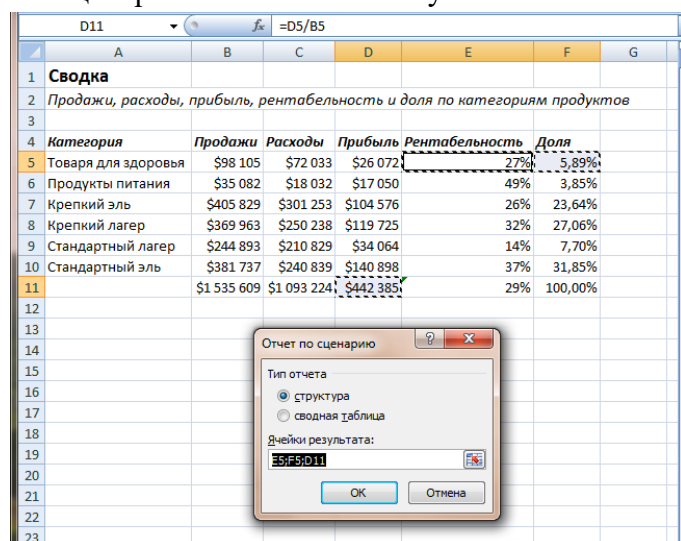 D11 fx =D5/B5
A B C D E F G
1 Сводка
2 Продажи, расходы, прибыль, рентабельность и доля по категориям продуктов
3
4 Категория Продажи Расходы Прибыль Рентабельность Доля
5 Товаря для здоровья $98 105 $72 033 $26 072 27% 5,89%
6 Продукты питания $35 082 $18 032 $17 050 49% 3,85%
7 Крепкий эль $405 829 $301 253 $104 576 26% 23,64%
8 Крепкий лагер $369 963 $250 238 $119 725 32% 27,06%
9 Стандартный лагер $244 893 $210 829 $34 064 14% 7,70%
10 Стандартный эль $381 737 $240 839 $140 898 37% 31,85%
11 $1 535 609 $1 093 224 $442 385 29% 100,00%
12
13
14
15
16
17
18
19
20
21
22
23
Отчет по сценарию
Тип отчета
структура
сводная таблица
Ячейки результата:
E5;F5;D11
ОК Отмена